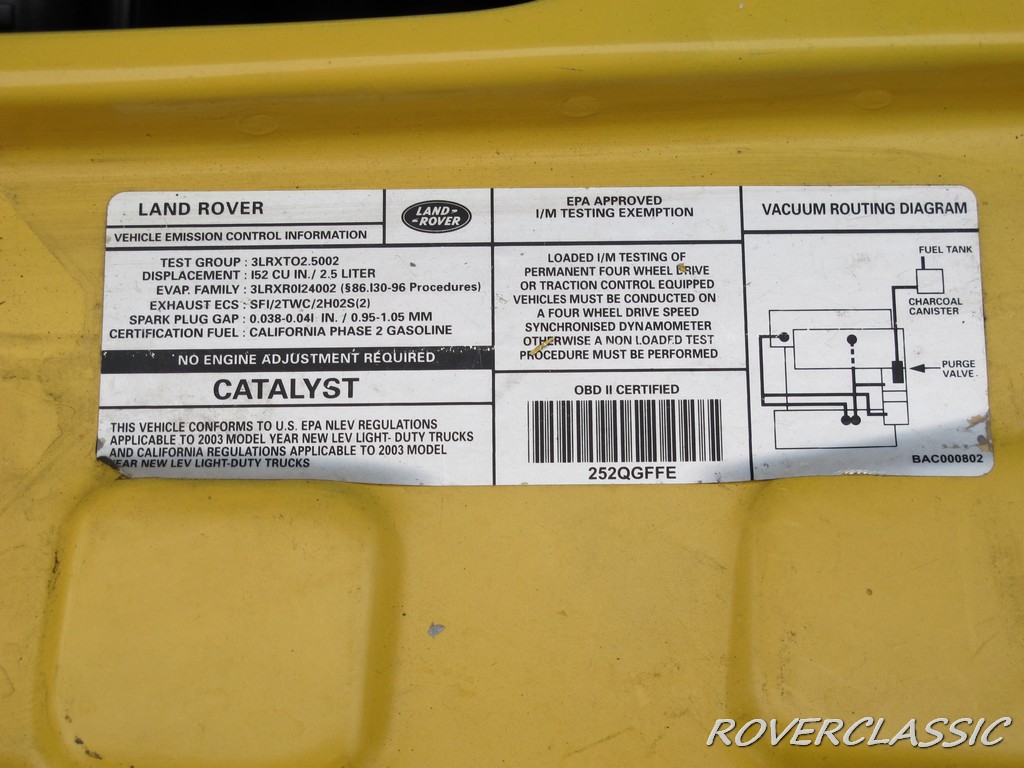 LAND ROVER
VEHICLE EMISSION CONTROL INFORMATION
LAND-
-ROVER
TEST GROUP : 3LRXTO2.5002
DISPLACEMENT : I52 CU IN./ 2.5 LITER
EVAP. FAMILY : 3LRXR0I24002 (§86.I30-96 Procedures)
EXHAUST ECS : SFI/2TWC/2H02S(2)
SPARK PLUG GAP : 0.038-0.04I IN. / 0.95-1.05 MM
CERTIFICATION FUEL : CALIFORNIA PHASE 2 GASOLINE
NO ENGINE ADJUSTMENT REQUIRED
CATALYST
THIS VEHICLE CONFORMS TO U.S. EPA NLEV REGULATIONS
APPLICABLE TO 2003 MODEL YEAR NEW LEV LIGHT- DUTY TRUCKS
AND CALIFORNIA REGULATIONS APPLICABLE TO 2003 MODEL
YEAR NEW LEV LIGHT-DUTY TRUCKS
EPA APPROVED
I/M TESTING EXEMPTION
LOADED I/M TESTING OF
PERMANENT FOUR WHEEL DRIVE
OR TRACTION CONTROL EQUIPPED
VEHICLES MUST BE CONDUCTED ON
A FOUR WHEEL DRIVE SPEED
SYNCHRONISED DYNAMOMETER
OTHERWISE A NON LOADED TEST
PROCEDURE MUST BE PERFORMED
OBD II CERTIFIED
252QGFFE
VACUUM ROUTING DIAGRAM
FUEL TANK
CHARCOAL
CANISTER
PURGE
VALVE
BAC000802
ROVERCLASSIC